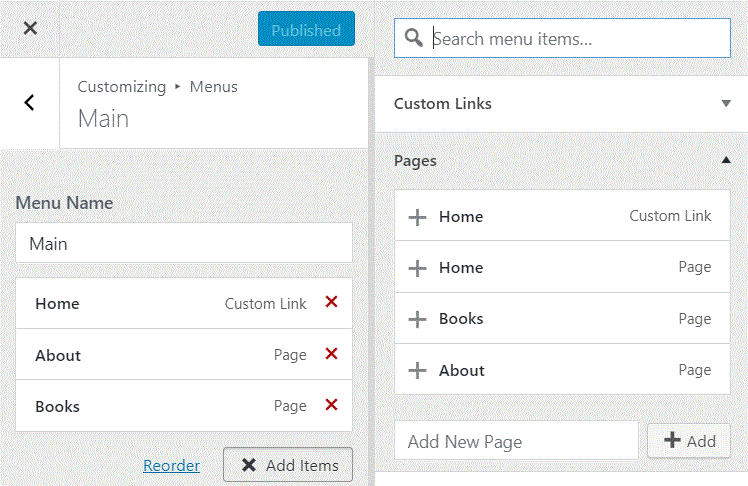 Published
Customizing ▸ Menus
Main
Menu Name
Main
Home Custom Link
About Page
Books Page
Reorder Add Items
Search menu items...
Custom Links
Pages
Home Custom Link
Home Page
Books Page
About Page
Add New Page Add